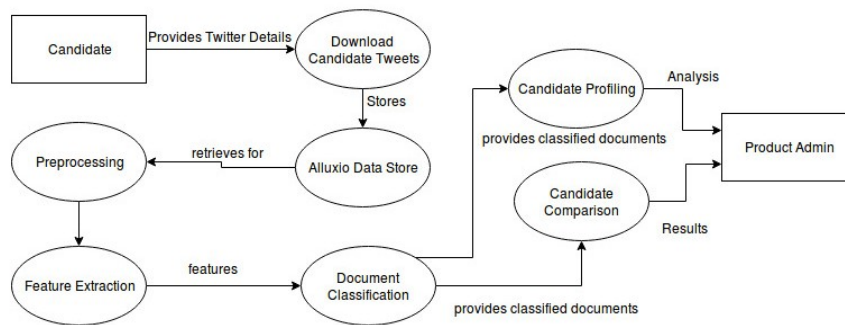 Candidate
Provides Twitter Details
Download
Candidate Tweets
Stores
Alluxio Data Store
retrieves for
Preprocessing
Feature Extraction
features
Document
Classification
provides classified documents
Candidate Profiling
Analysis
provides classified documents
Candidate
Comparison
Results
Product Admin